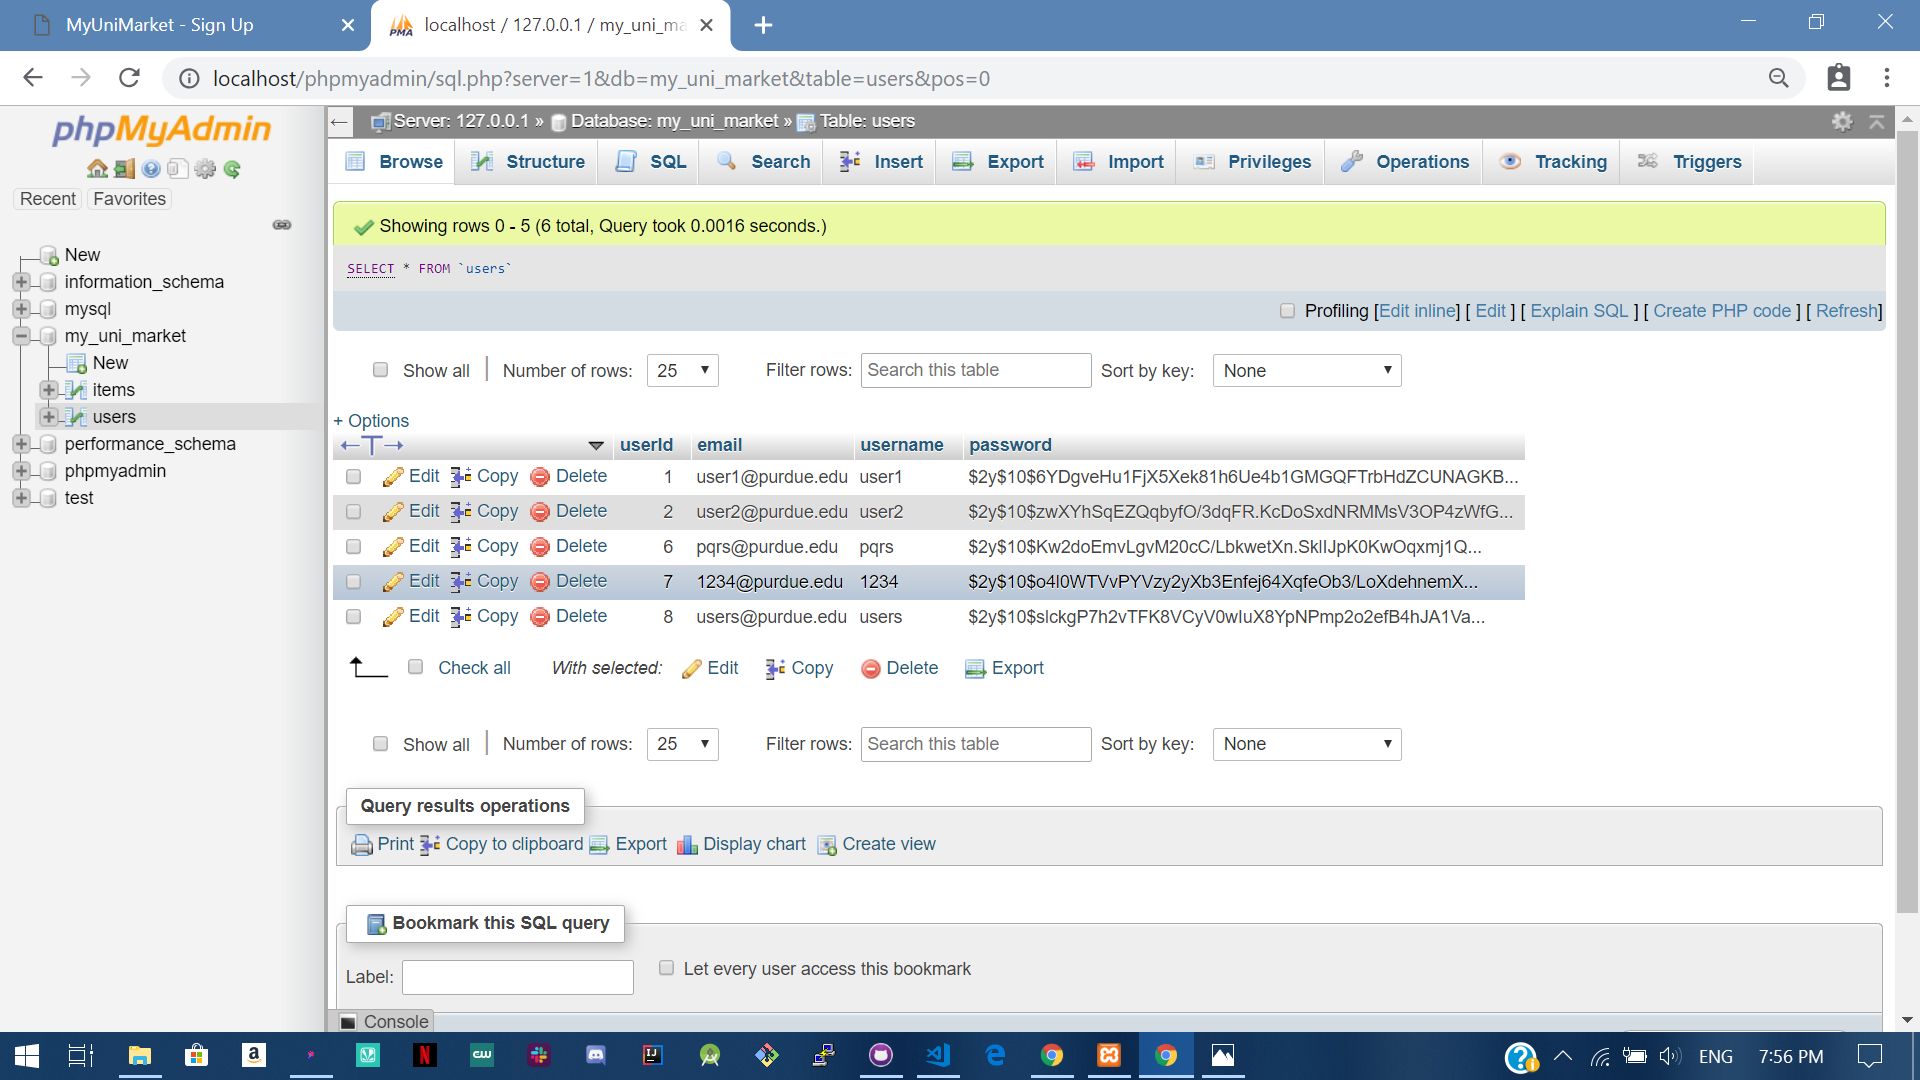 MyUniMarket - Sign Up
localhost / 127.0.0.1 / my_uni_ma
localhost/phpmyadmin/sql.php?server=1&db=my_uni_market&table=users&pos=0
phpMyAdmin
Recent Favorites
New
information_schema
mysql
my_uni_market
New
items
users
performance_schema
phpmyadmin
test
Server: 127.0.0.1 » Database: my_uni_market » Table: users
Browse Structure SQL Search Insert Export Import Privileges Operations Tracking Triggers
Showing rows 0 - 5 (6 total, Query took 0.0016 seconds.)
SELECT * FROM `users`
Profiling [Edit inline] [ Edit ] [ Explain SQL ] [ Create PHP code ] [ Refresh]
Show all Number of rows: 25 Filter rows: Search this table Sort by key: None
+ Options
userId email username password
Edit Copy Delete 1 user1@purdue.edu user1 $2y$10$6YDgveHu1FjX5Xek81h6Ue4b1GMGQFTrbHdZCUNAGKB...
Edit Copy Delete 2 user2@purdue.edu user2 $2y$10$zwXYhSqEZQqbyfO/3dqFR.KcDoSxdNRMMsV3OP4zWfG...
Edit Copy Delete 6 pqrs@purdue.edu pqrs $2y$10$Kw2doEmvLgvM20cC/LbkwetXn.SklIJpK0KwOqxmj1Q...
Edit Copy Delete 7 1234@purdue.edu 1234 $2y$10$o4l0WTVvPYVzy2yXb3Enfej64XqfeOb3/LoXdehnemX...
Edit Copy Delete 8 users@purdue.edu users $2y$10$slckgP7h2vTFK8VCyV0wIuX8YpNPmp2o2efB4hJA1Va...
Check all With selected: Edit Copy Delete Export
Show all Number of rows: 25 Filter rows: Search this table Sort by key: None
Query results operations
Print Copy to clipboard Export Display chart Create view
Bookmark this SQL query
Label: Let every user access this bookmark
Console
ENG 7:56 PM